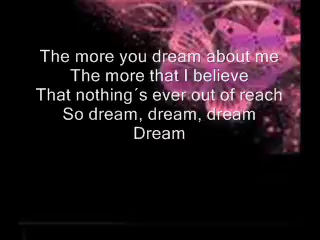 The more you dream about me
The more that I believe
That nothing´s ever out of reach
So dream, dream, dream
Dream